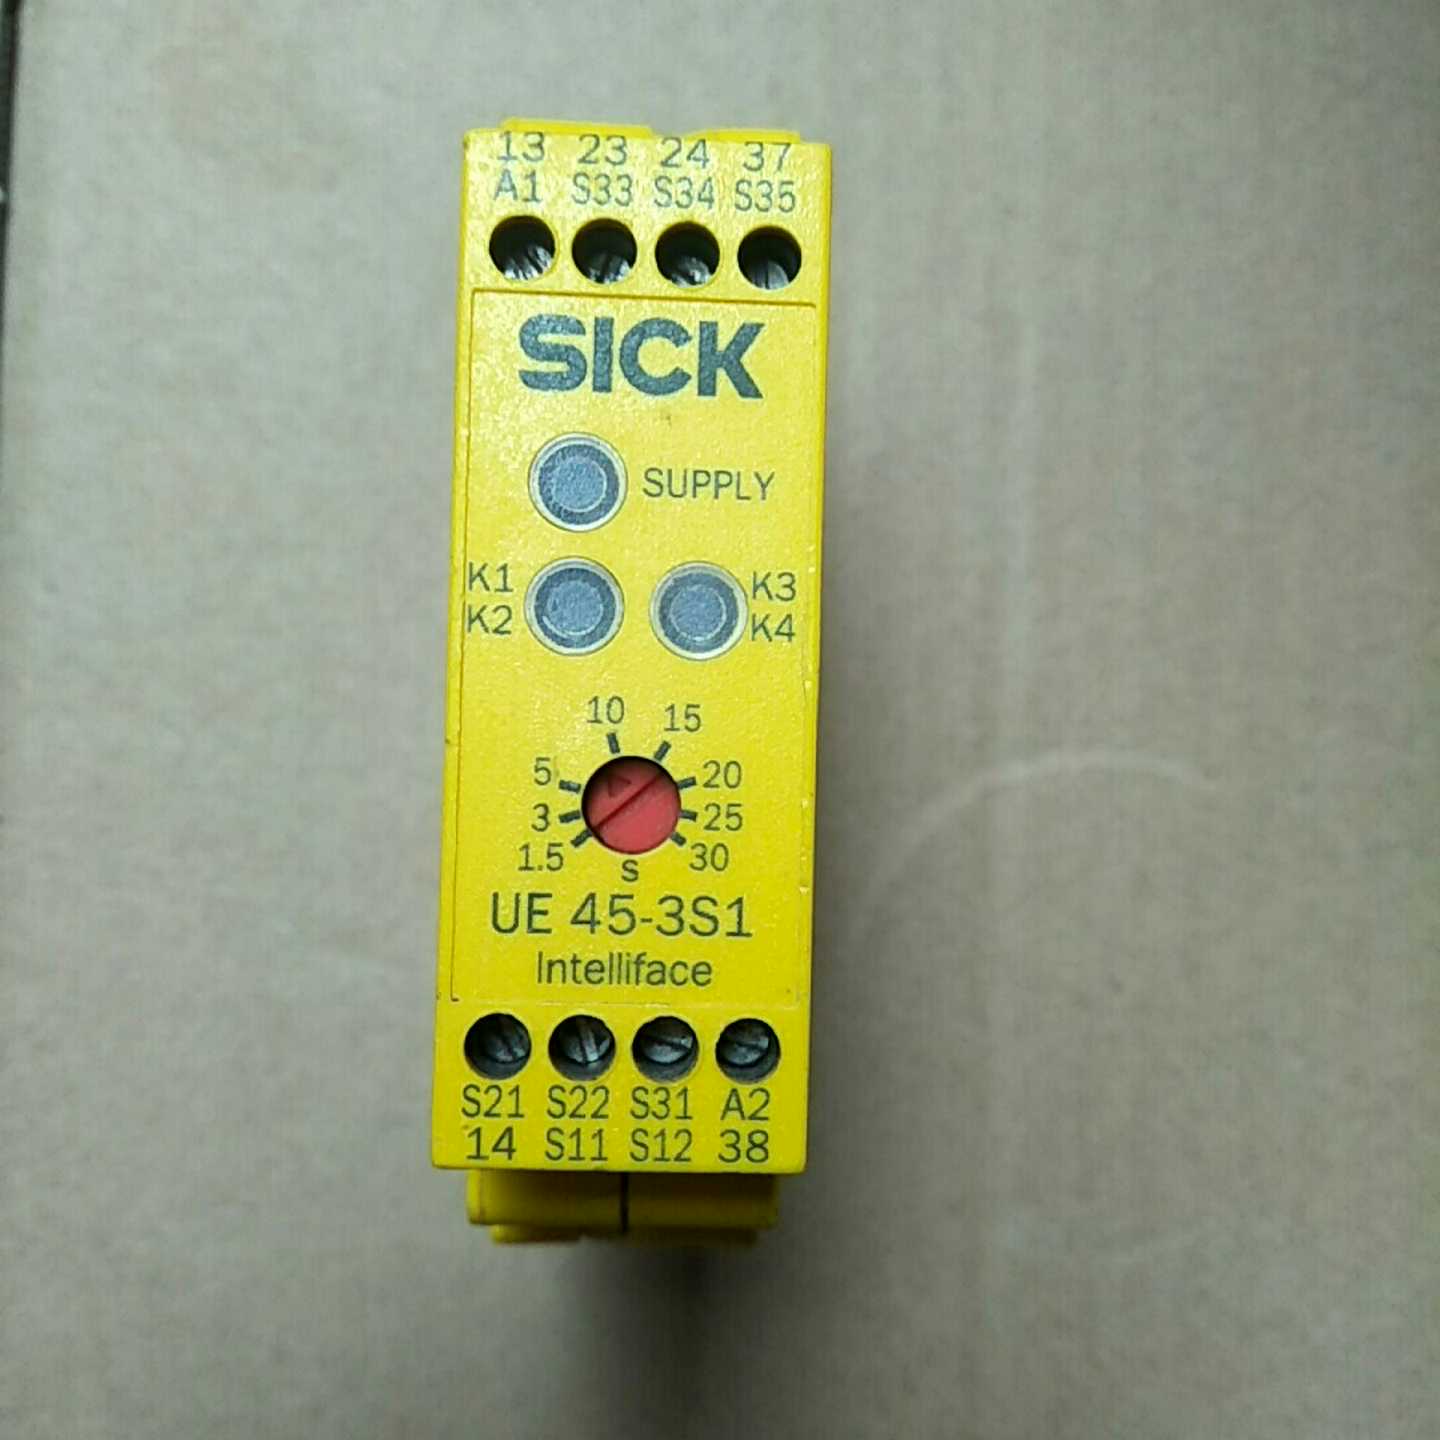 13 23 24 37
A1 S33 S34 S35
SICK
SUPPLY
K1 K3
K2 K4
10 15
5 20
3 25
1.5 30
s
UE 45-3S1
Intelliface
S21 S22 S31 A2
14 S11 S12 38